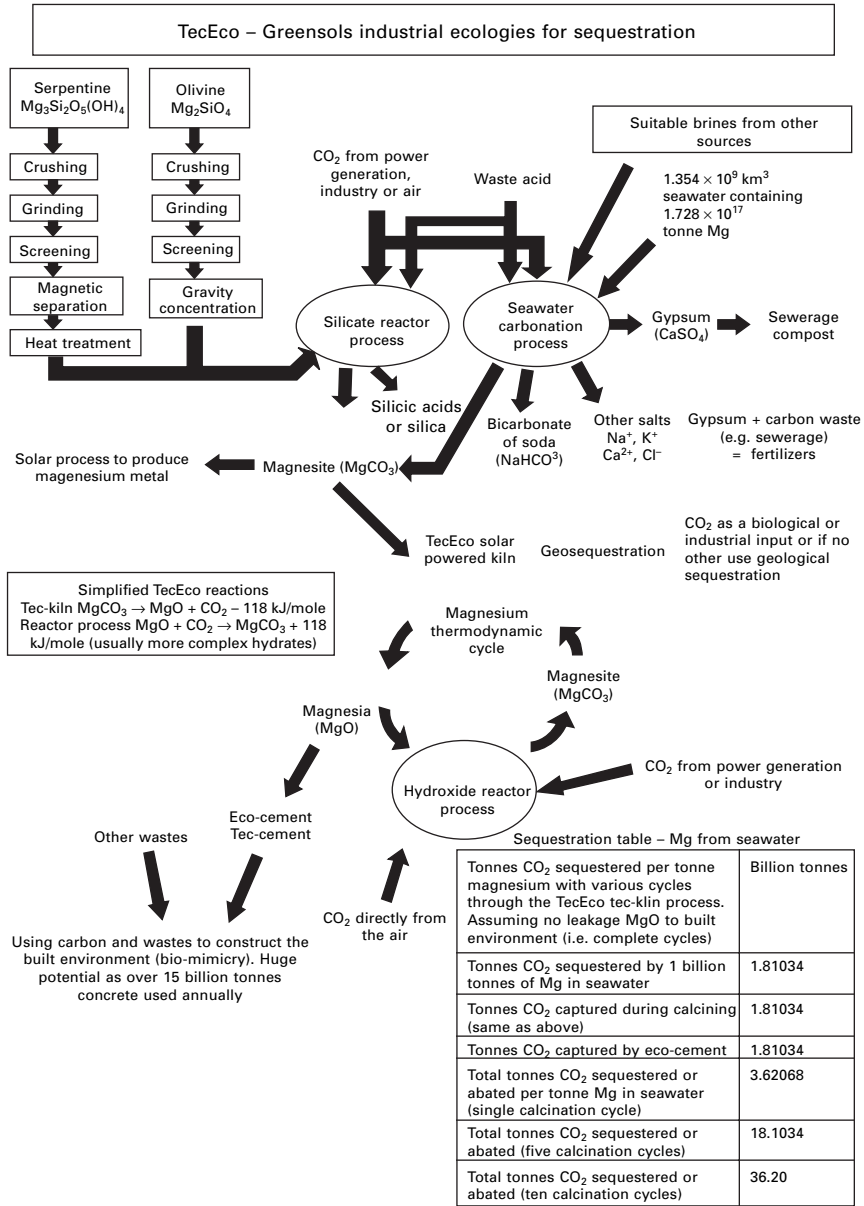 TecEco – Greensols industrial ecologies for sequestration
Serpentine
Mg₃Si₂O₅(OH)₄
Crushing
Grinding
Screening
Magnetic
separation
Heat treatment
Olivine
Mg₂SiO₄
Crushing
Grinding
Screening
Gravity
concentration
CO₂ from power
generation,
industry or air
Waste acid
Suitable brines from other
sources
1.354 × 10⁹ km³
seawater containing
1.728 × 10¹⁷
tonne Mg
Silicate reactor
process
Seawater
carbonation
process
Gypsum
(CaSO₄)
Sewerage
compost
Silicic acids
or silica
Bicarbonate
of soda
(NaHCO³)
Other salts
Na⁺, K⁺
Ca²⁺, Cl⁻
Gypsum + carbon waste
(e.g. sewerage)
= fertilizers
Solar process to produce
magenesium metal
Magnesite (MgCO₃)
TecEco solar
powered kiln
Geosequestration
CO₂ as a biological or
industrial input or if no
other use geological
sequestration
Simplified TecEco reactions
Tec-kiln MgCO₃ → MgO + CO₂ – 118 kJ/mole
Reactor process MgO + CO₂ → MgCO₃ + 118
kJ/mole (usually more complex hydrates)
Magnesium
thermodynamic
cycle
Magnesite
(MgCO₃)
Magnesia
(MgO)
Hydroxide reactor
process
CO₂ from power generation
or industry
Eco-cement
Tec-cement
Other wastes
CO₂ directly from
the air
Using carbon and wastes to construct the
built environment (bio-mimicry). Huge
potential as over 15 billion tonnes
concrete used annually
Sequestration table – Mg from seawater
Tonnes CO₂ sequestered per tonne
magnesium with various cycles
through the TecEco tec-klin process.
Assuming no leakage MgO to built
environment (i.e. complete cycles)
Billion tonnes
Tonnes CO₂ sequestered by 1 billion
tonnes of Mg in seawater
1.81034
Tonnes CO₂ captured during calcining
(same as above)
1.81034
Tonnes CO₂ captured by eco-cement
1.81034
Total tonnes CO₂ sequestered or
abated per tonne Mg in seawater
(single calcination cycle)
3.62068
Total tonnes CO₂ sequestered or
abated (five calcination cycles)
18.1034
Total tonnes CO₂ sequestered or
abated (ten calcination cycles)
36.20